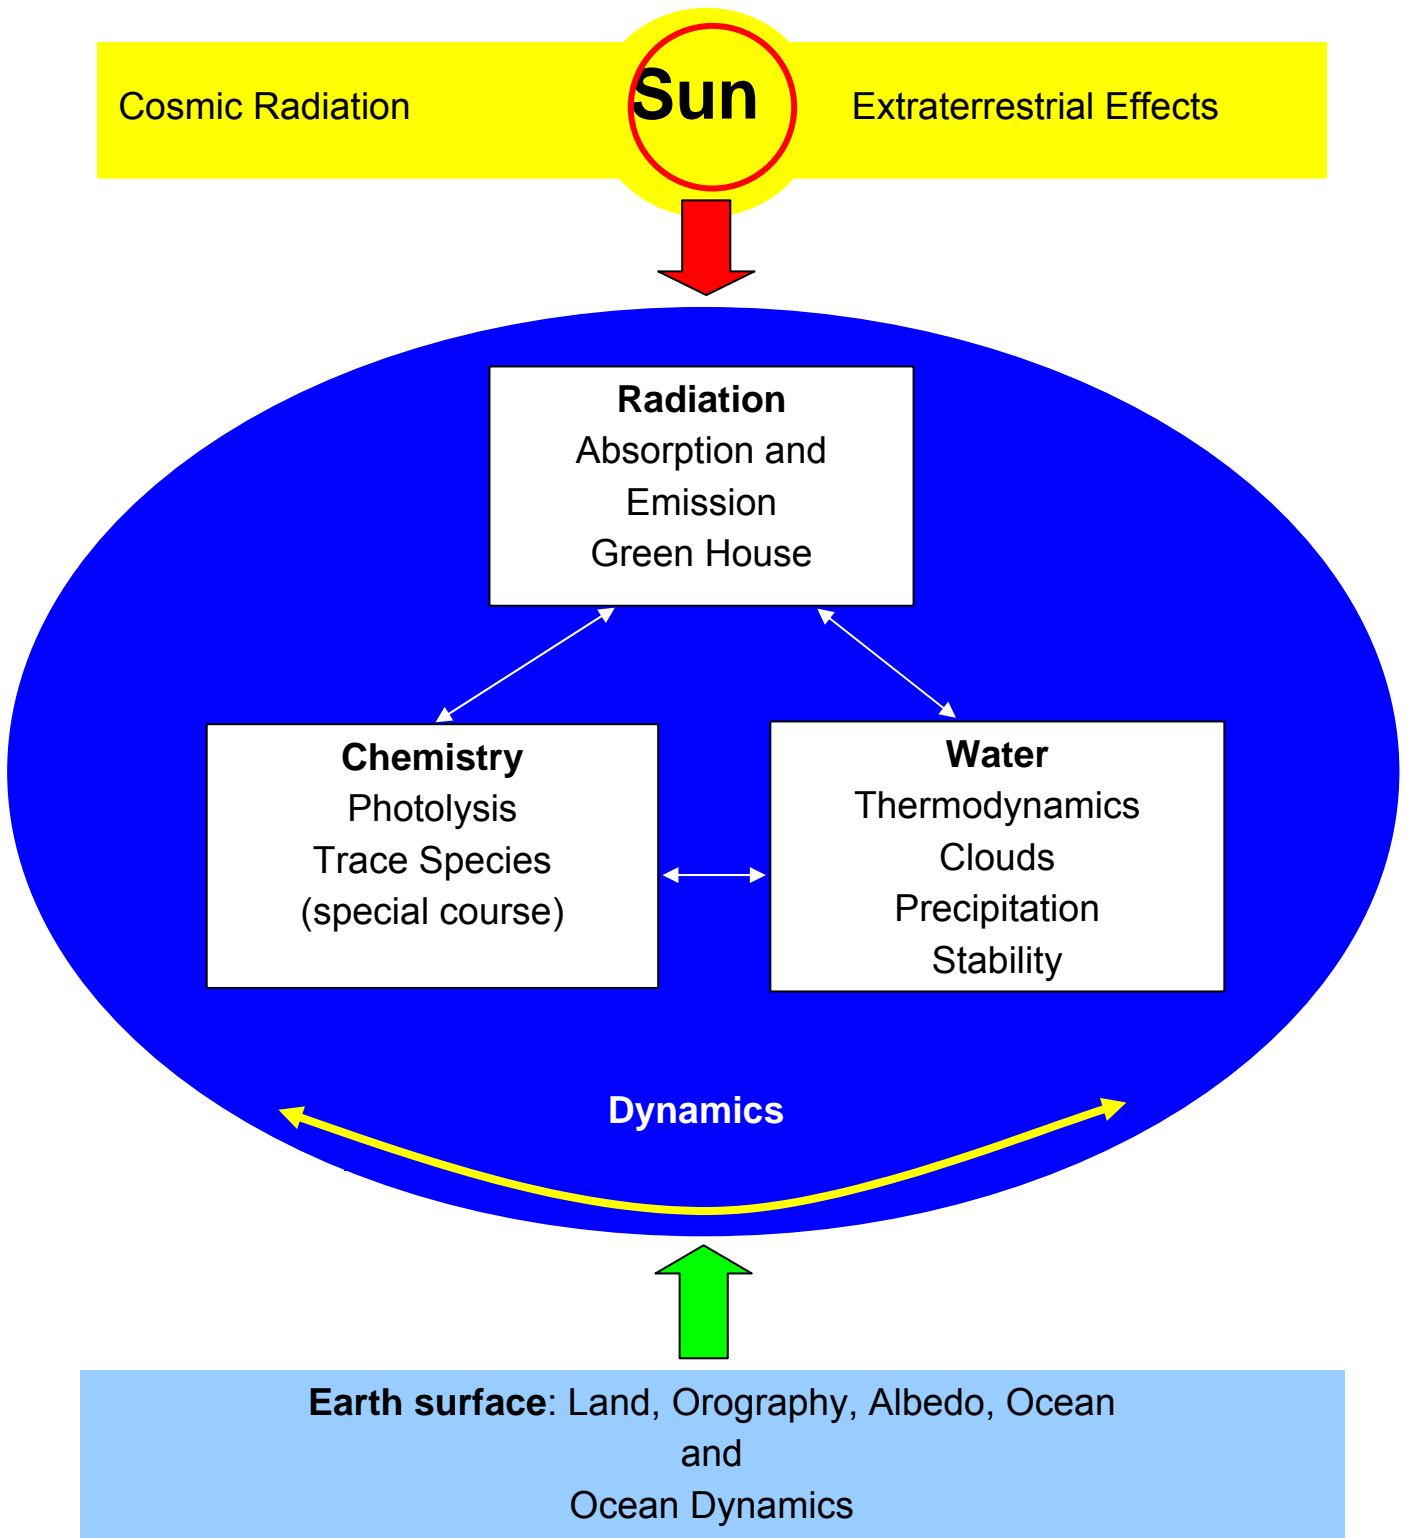 Cosmic Radiation
Sun
Extraterrestrial Effects
Radiation
Absorption and
Emission
Green House
Chemistry
Photolysis
Trace Species
(special course)
Water
Thermodynamics
Clouds
Precipitation
Stability
Dynamics
Earth surface: Land, Orography, Albedo, Ocean
and
Ocean Dynamics